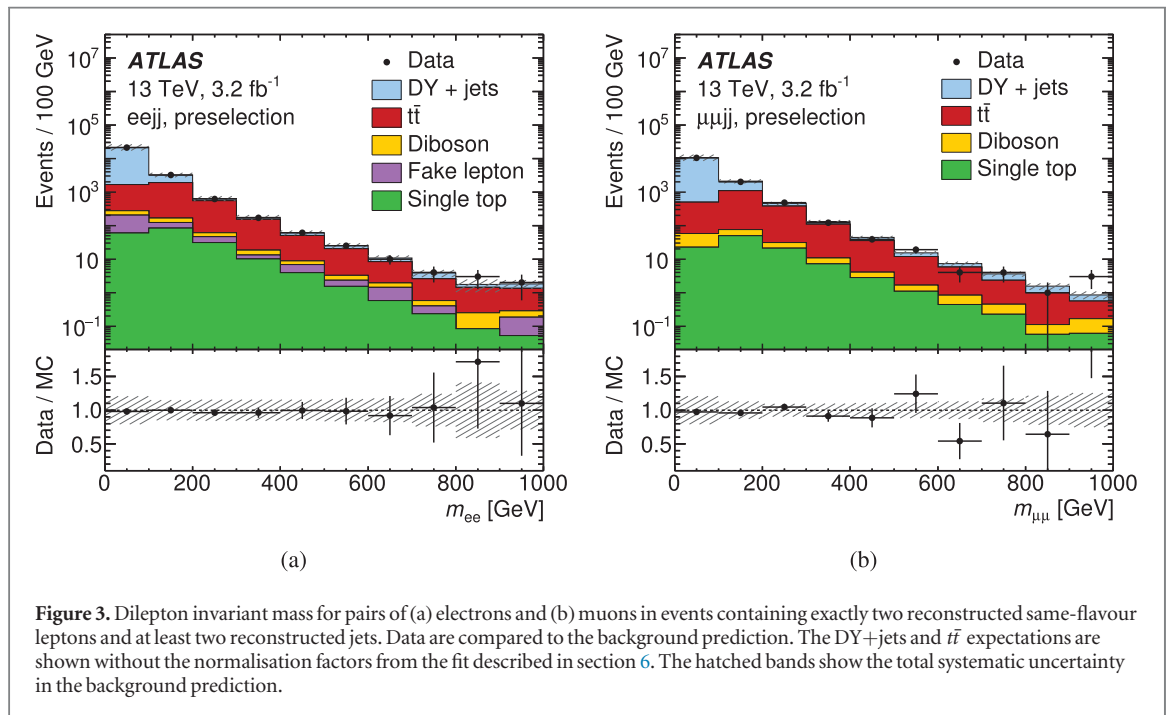 ATLAS
13 TeV, 3.2 fb⁻¹
eejj, preselection
Data
DY + jets
tt̄
Diboson
Fake lepton
Single top
Events / 100 GeV
10⁷
10⁵
10³
10
10⁻¹
Data / MC
1.5
1.0
0.5
0 200 400 600 800 1000
mₑₑ [GeV]
(a)
ATLAS
13 TeV, 3.2 fb⁻¹
μμjj, preselection
Data
DY + jets
tt̄
Diboson
Single top
Events / 100 GeV
10⁷
10⁵
10³
10
10⁻¹
Data / MC
1.5
1.0
0.5
0 200 400 600 800 1000
m_μμ [GeV]
(b)
Figure 3. Dilepton invariant mass for pairs of (a) electrons and (b) muons in events containing exactly two reconstructed same-flavour
leptons and at least two reconstructed jets. Data are compared to the background prediction. The DY+jets and tt̄ expectations are
shown without the normalisation factors from the fit described in section 6. The hatched bands show the total systematic uncertainty
in the background prediction.